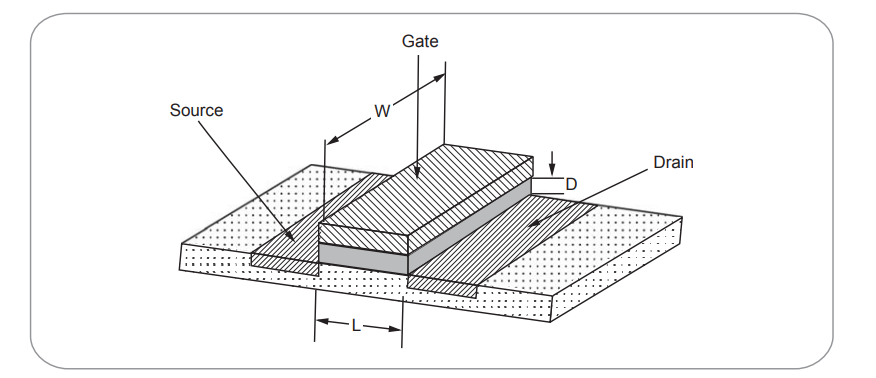 Gate
W
Source
Drain
D
L